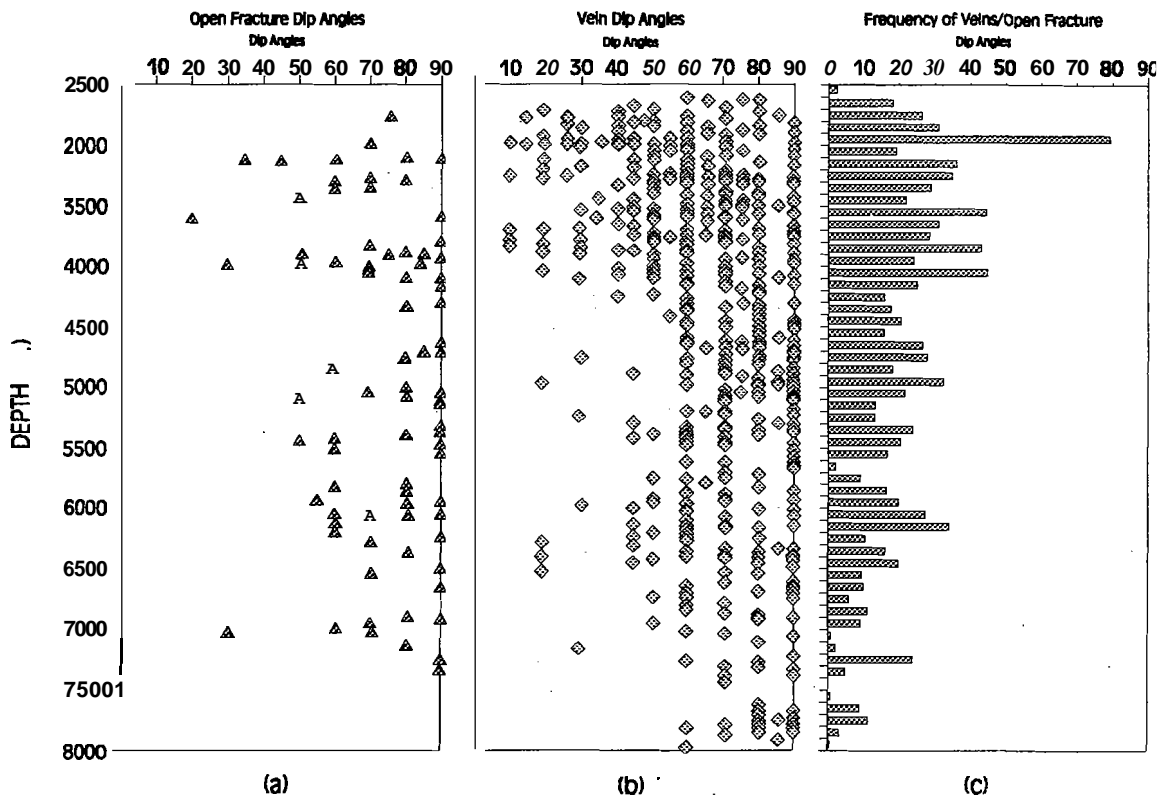 Open Fracture Dip Angles
Dip Angles
10 20 30 40 50 60 70 80 90
Vein Dip Angles
Dip Angles
10 20 30 40 50 60 70 80 90
Frequency of Veins/Open Fracture
Dip Angles
0 10 20 30 40 50 60 70 80 90
DEPTH .)
2500
2000
3500
4000
4500
5000
5500
6000
6500
7000
75001
8000
A
A
A
A
A
(a)
(b)
(c)